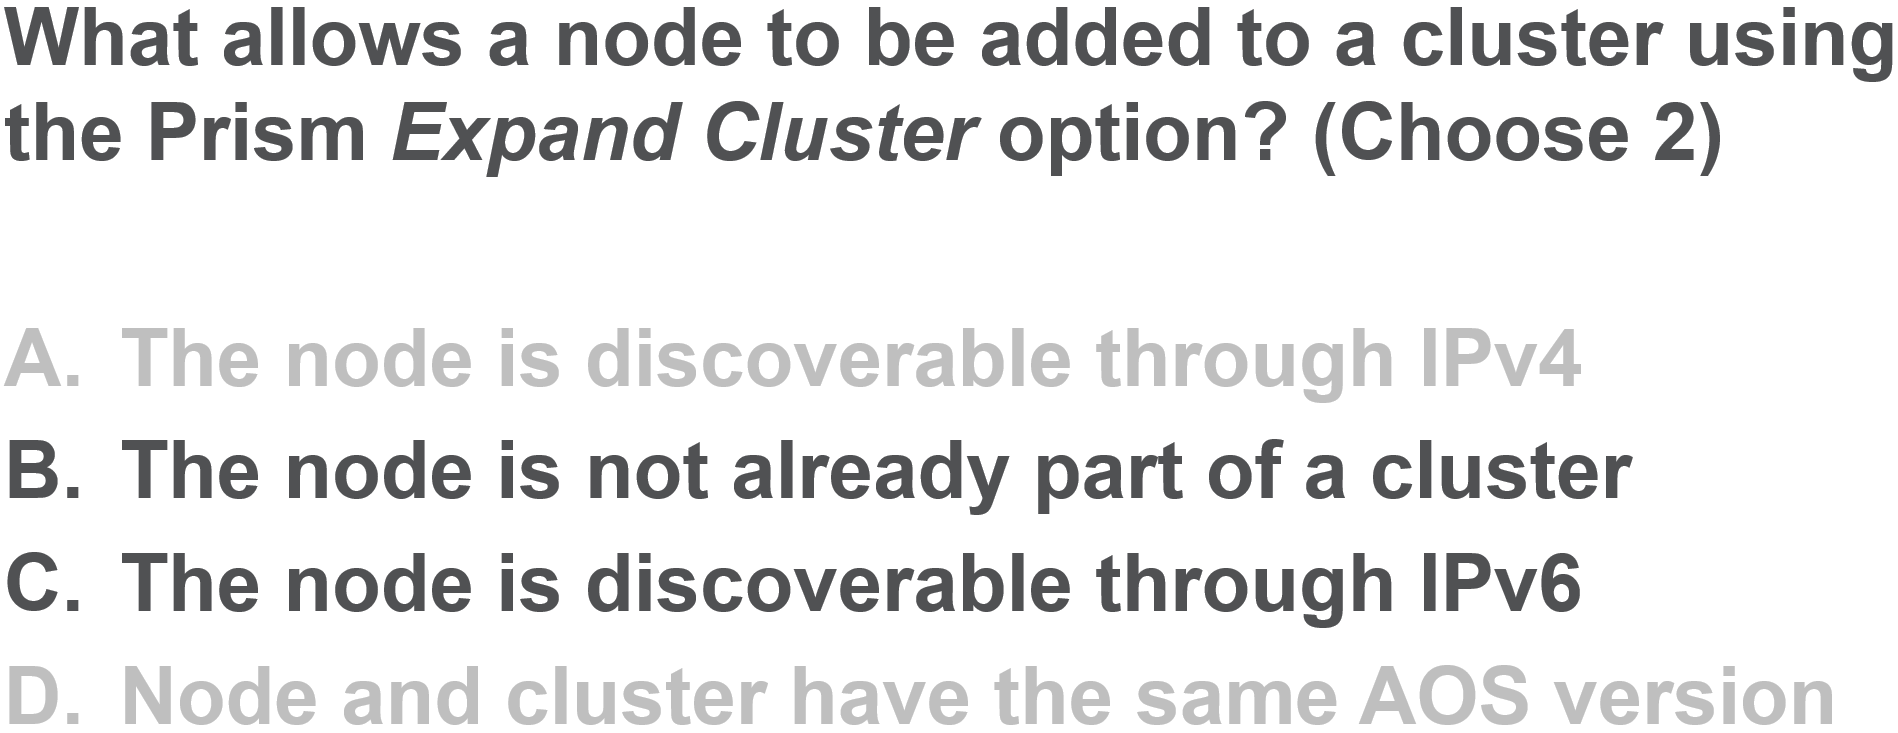 What allows a node to be added to a cluster using
the Prism Expand Cluster option? (Choose 2)
A. The node is discoverable through IPv4
B. The node is not already part of a cluster
C. The node is discoverable through IPv6
D. Node and cluster have the same AOS version